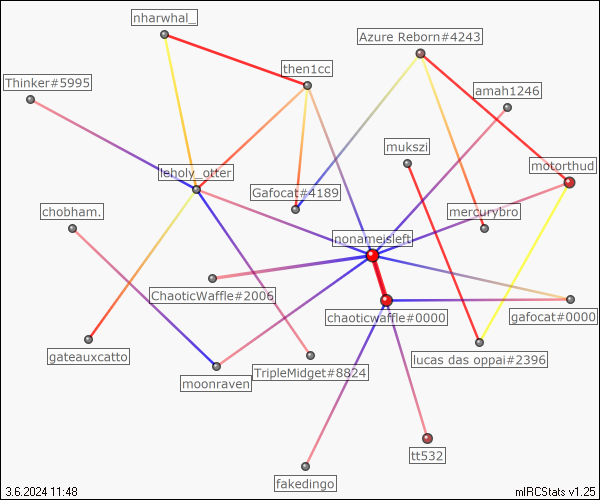 nharwhal_
Azure Reborn#4243
then1cc
Thinker#5995
amah1246
mukszi
motorthud
leholy_otter
Gafocat#4189
chobham.
mercurybro
nonameisleft
ChaoticWaffle#2006
chaoticwaffle#0000
gafocat#0000
gateauxcatto
lucas das oppai#2396
TripleMidget#8824
moonraven
tt532
fakedingo
3.6.2024 11:48
mIRCStats v1.25